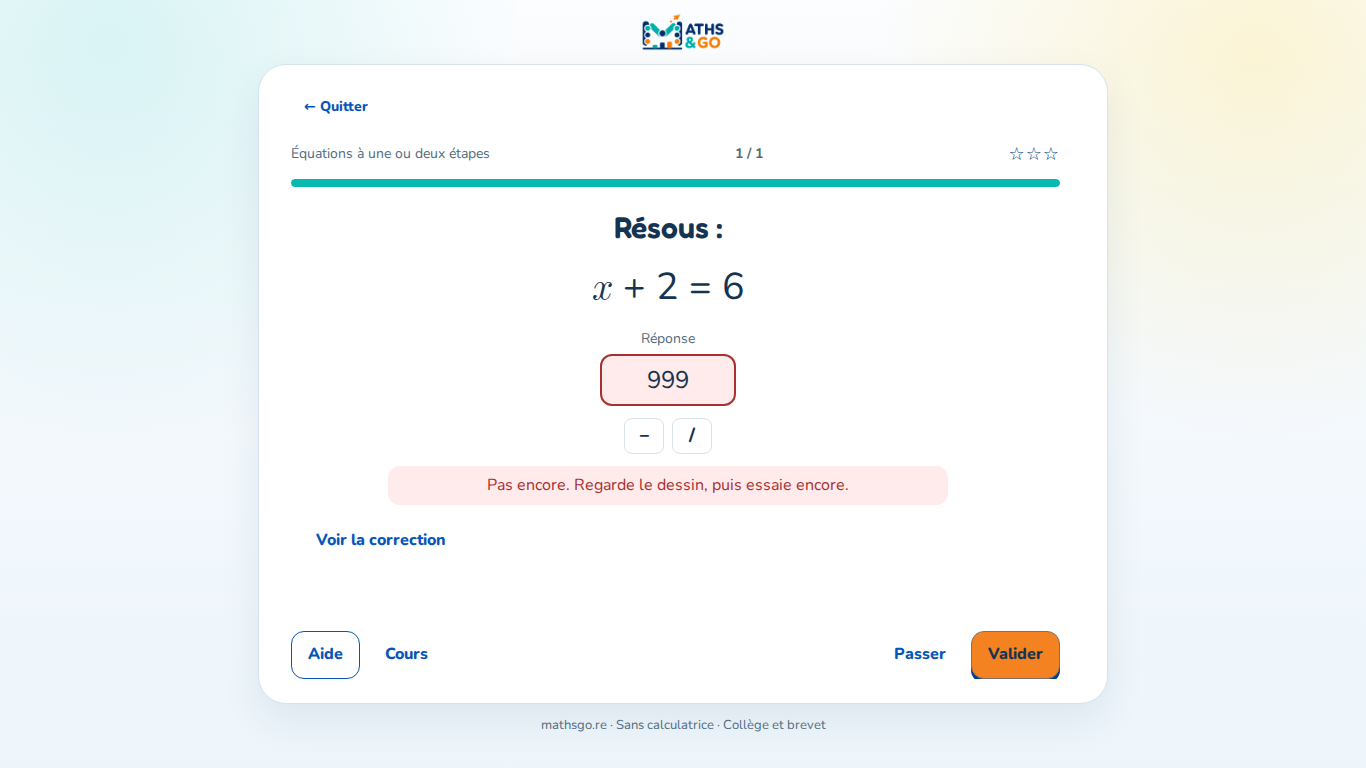 MATHS
&GO
← Quitter
Équations à une ou deux étapes
1 / 1
☆☆☆
Résous :
x + 2 = 6
Réponse
999
− /
Pas encore. Regarde le dessin, puis essaie encore.
Voir la correction
Aide Cours Passer Valider
mathsgo.re · Sans calculatrice · Collège et brevet